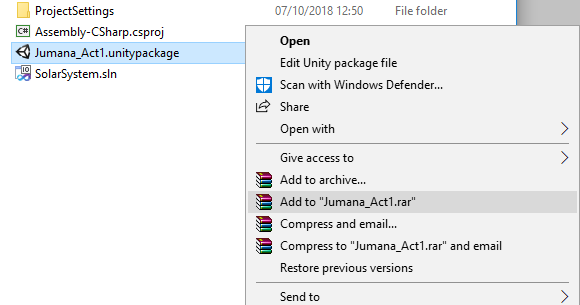 ProjectSettings 07/10/2018 12:50 File folder
Assembly-CSharp.csproj
Jumana_Act1.unitypackage
SolarSystem.sln
Open
Edit Unity package file
Scan with Windows Defender...
Share
Open with
Give access to
Add to archive...
Add to "Jumana_Act1.rar"
Compress and email...
Compress to "Jumana_Act1.rar" and email
Restore previous versions
Send to